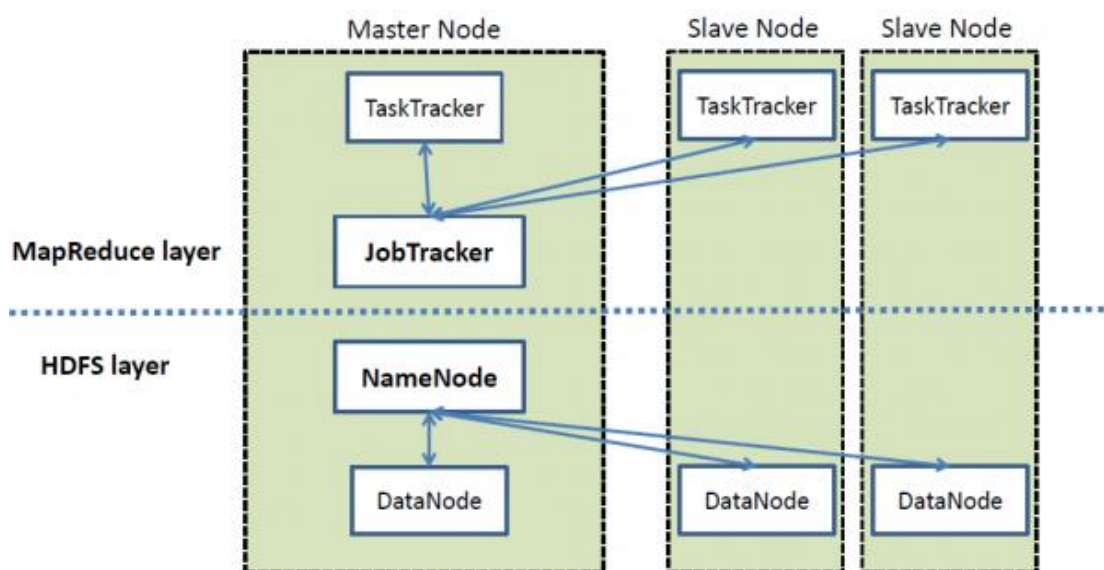 Master Node
Slave Node
Slave Node
TaskTracker
TaskTracker
TaskTracker
MapReduce layer
JobTracker
HDFS layer
NameNode
DataNode
DataNode
DataNode